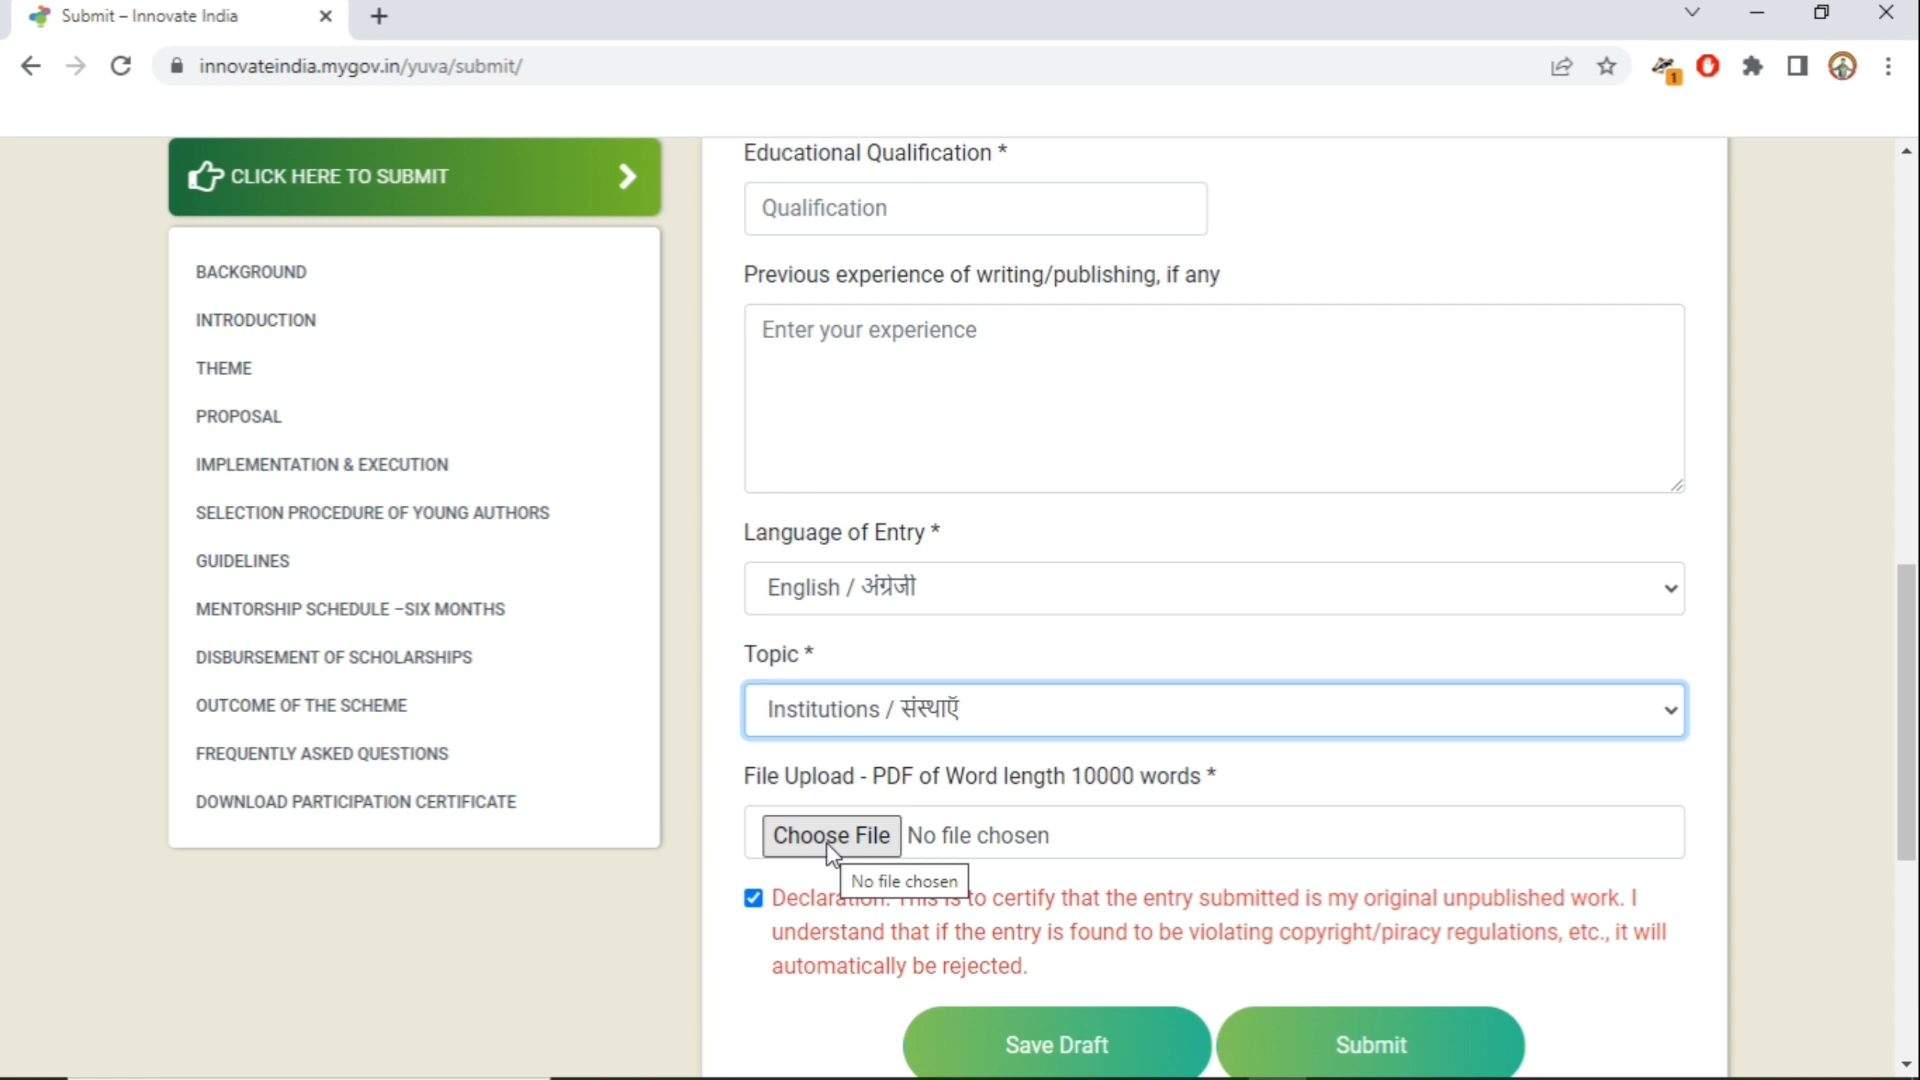 Submit – Innovate India
innovateindia.mygov.in/yuva/submit/
1
CLICK HERE TO SUBMIT
BACKGROUND
INTRODUCTION
THEME
PROPOSAL
IMPLEMENTATION & EXECUTION
SELECTION PROCEDURE OF YOUNG AUTHORS
GUIDELINES
MENTORSHIP SCHEDULE –SIX MONTHS
DISBURSEMENT OF SCHOLARSHIPS
OUTCOME OF THE SCHEME
FREQUENTLY ASKED QUESTIONS
DOWNLOAD PARTICIPATION CERTIFICATE
Educational Qualification *
Qualification
Previous experience of writing/publishing, if any
Enter your experience
Language of Entry *
English / अंग्रेजी
Topic *
Institutions / संस्थाएँ
File Upload - PDF of Word length 10000 words *
Choose File No file chosen
No file chosen
Declaration: This is to certify that the entry submitted is my original unpublished work. I
understand that if the entry is found to be violating copyright/piracy regulations, etc., it will
automatically be rejected.
Save Draft
Submit